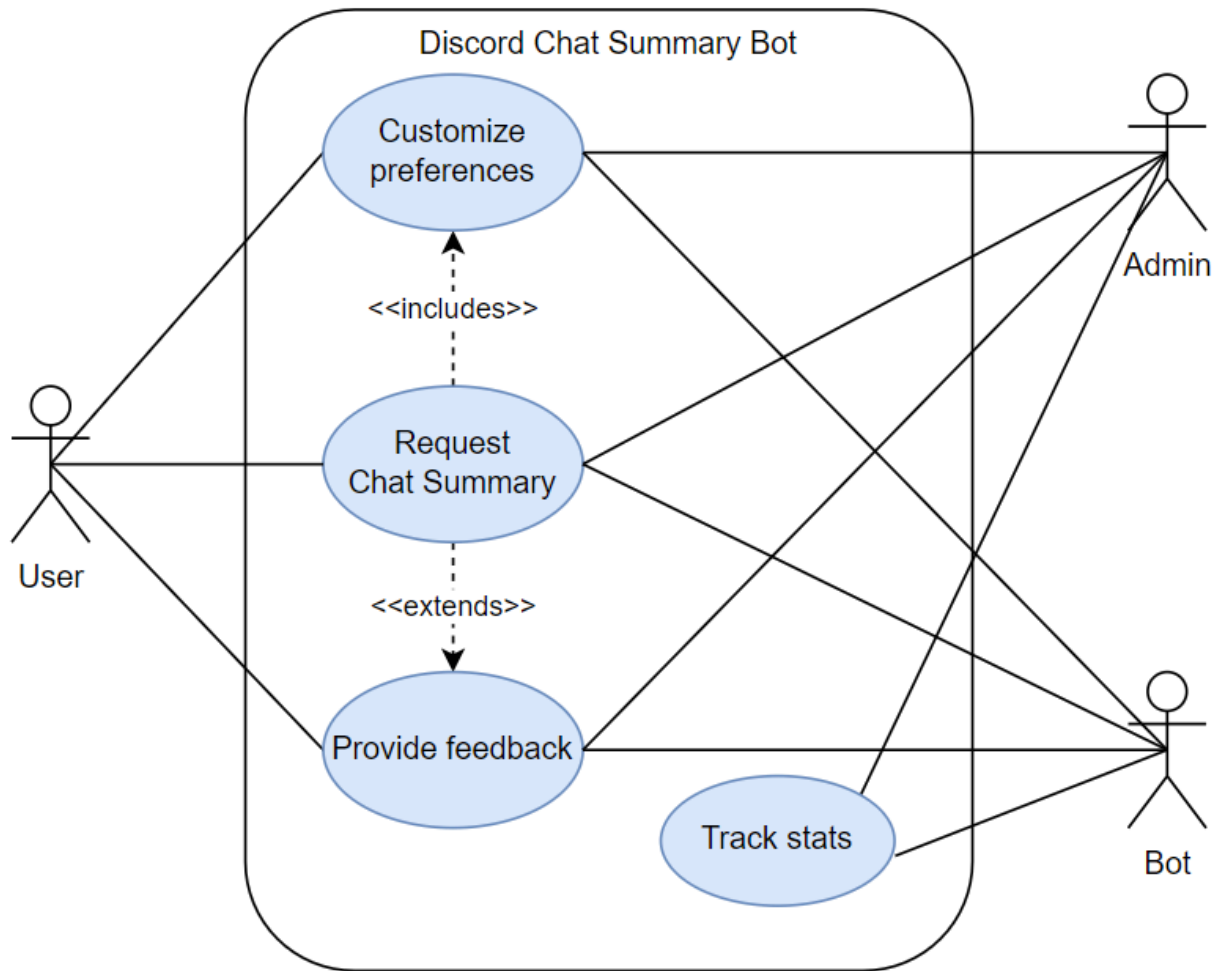 Discord Chat Summary Bot
Customize
preferences
Admin
<<includes>>
Request
Chat Summary
User
<<extends>>
Provide feedback
Track stats
Bot